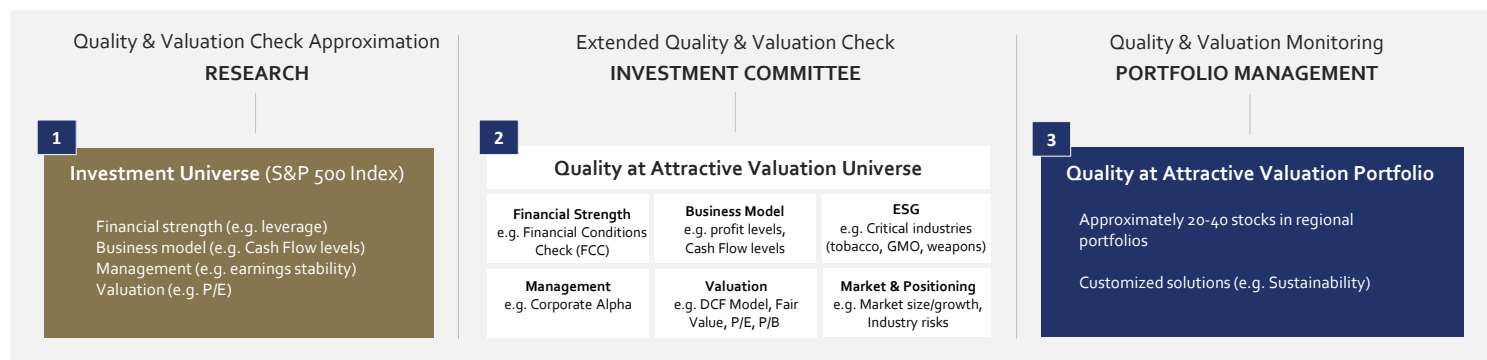 Quality & Valuation Check Approximation
RESEARCH
1
Investment Universe (S&P 500 Index)
Financial strength (e.g. leverage)
Business model (e.g. Cash Flow levels)
Management (e.g. earnings stability)
Valuation (e.g. P/E)
Extended Quality & Valuation Check
INVESTMENT COMMITTEE
2
Quality at Attractive Valuation Universe
Financial Strength
e.g. Financial Conditions
Check (FCC)
Business Model
e.g. profit levels,
Cash Flow levels
ESG
e.g. Critical industries
(tobacco, GMO, weapons)
Management
e.g. Corporate Alpha
Valuation
e.g. DCF Model, Fair
Value, P/E, P/B
Market & Positioning
e.g. Market size/growth,
Industry risks
Quality & Valuation Monitoring
PORTFOLIO MANAGEMENT
3
Quality at Attractive Valuation Portfolio
Approximately 20-40 stocks in regional
portfolios
Customized solutions (e.g. Sustainability)